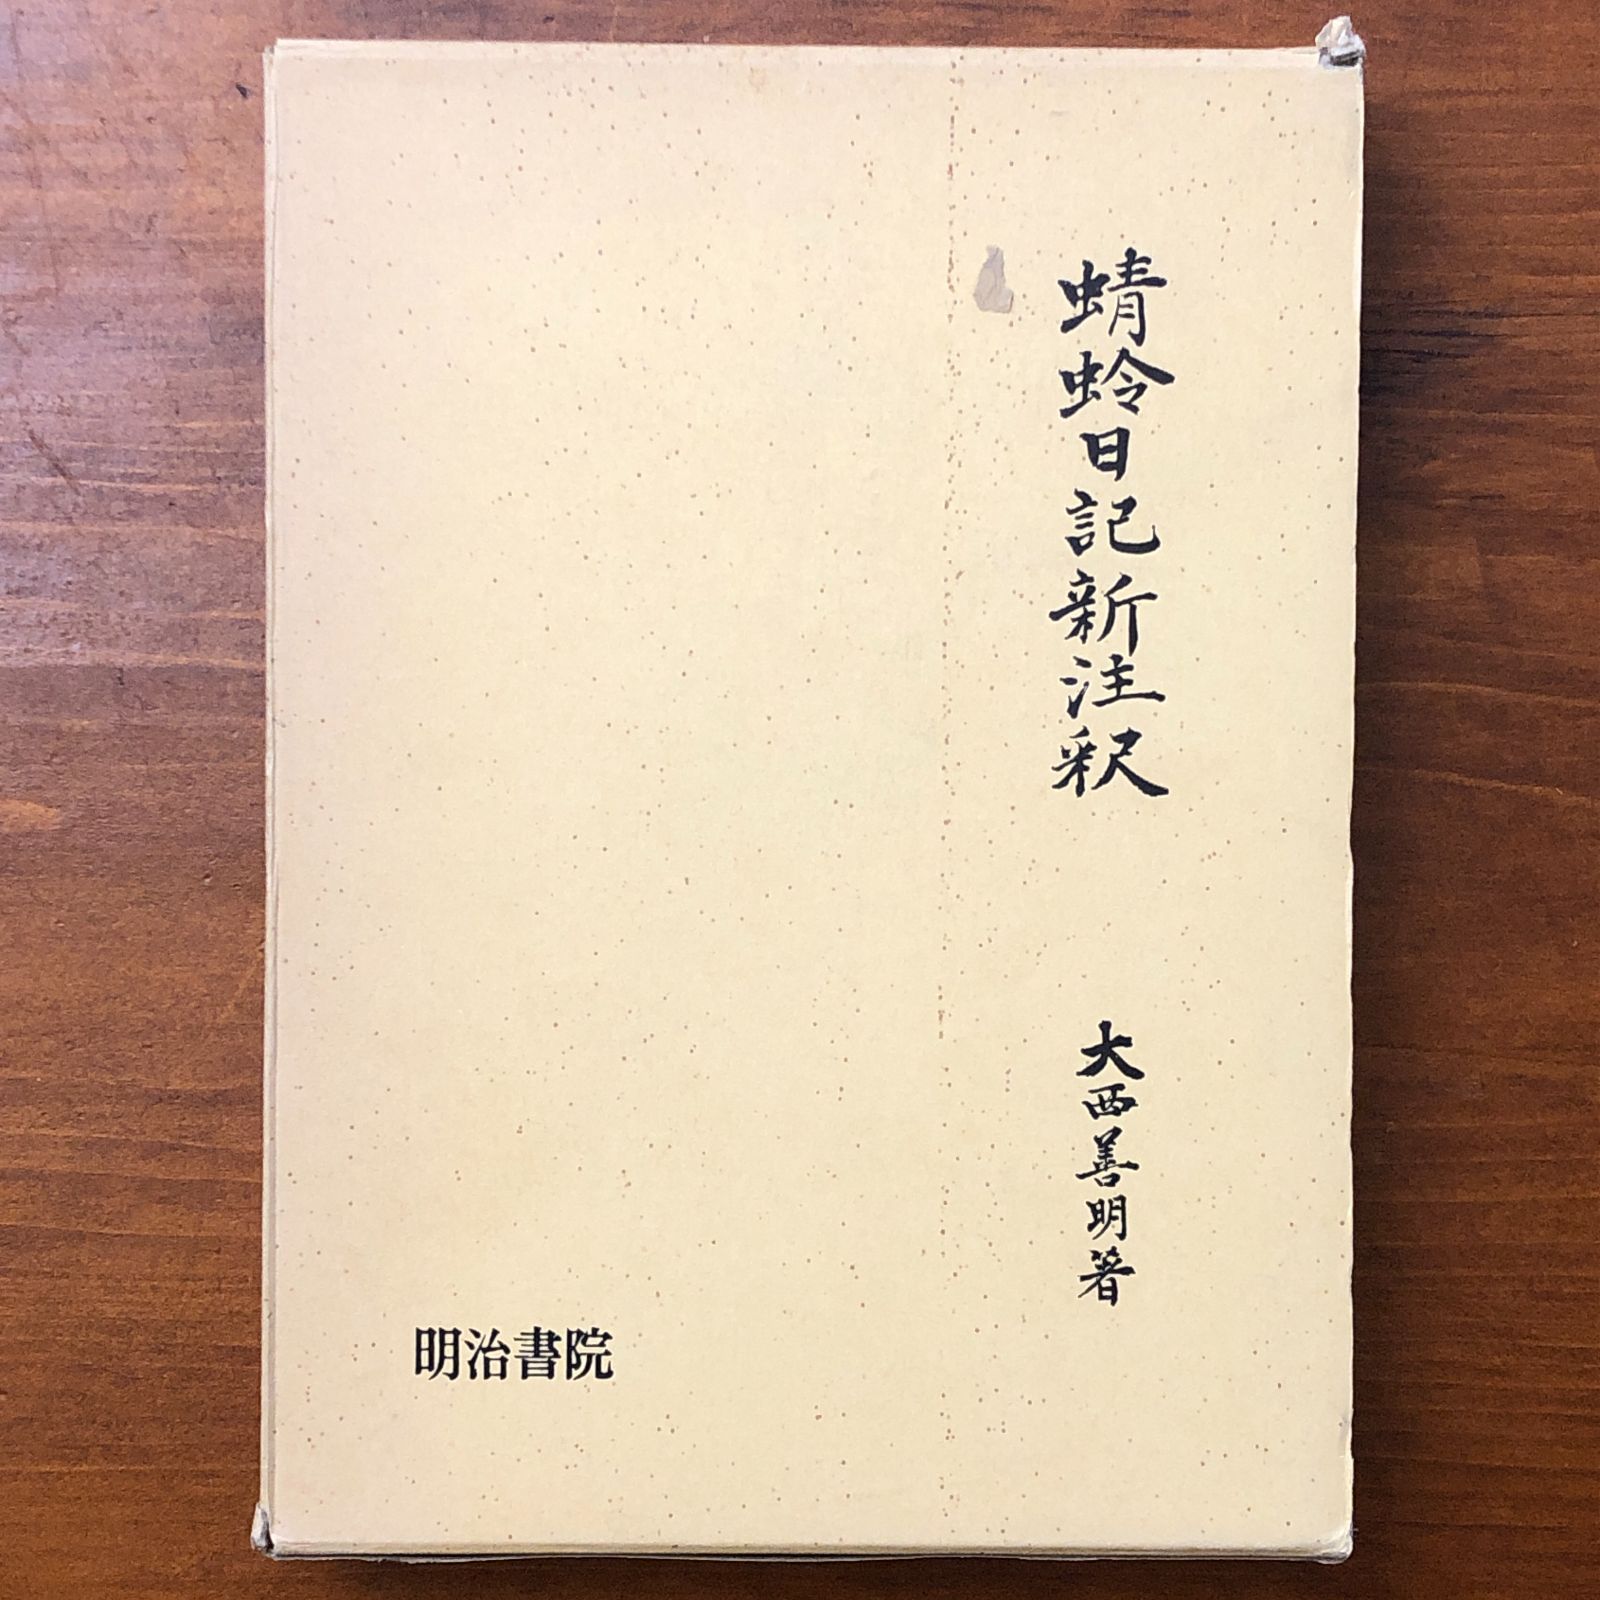 蜻蛉日記新注釈
大西善明著
明治書院